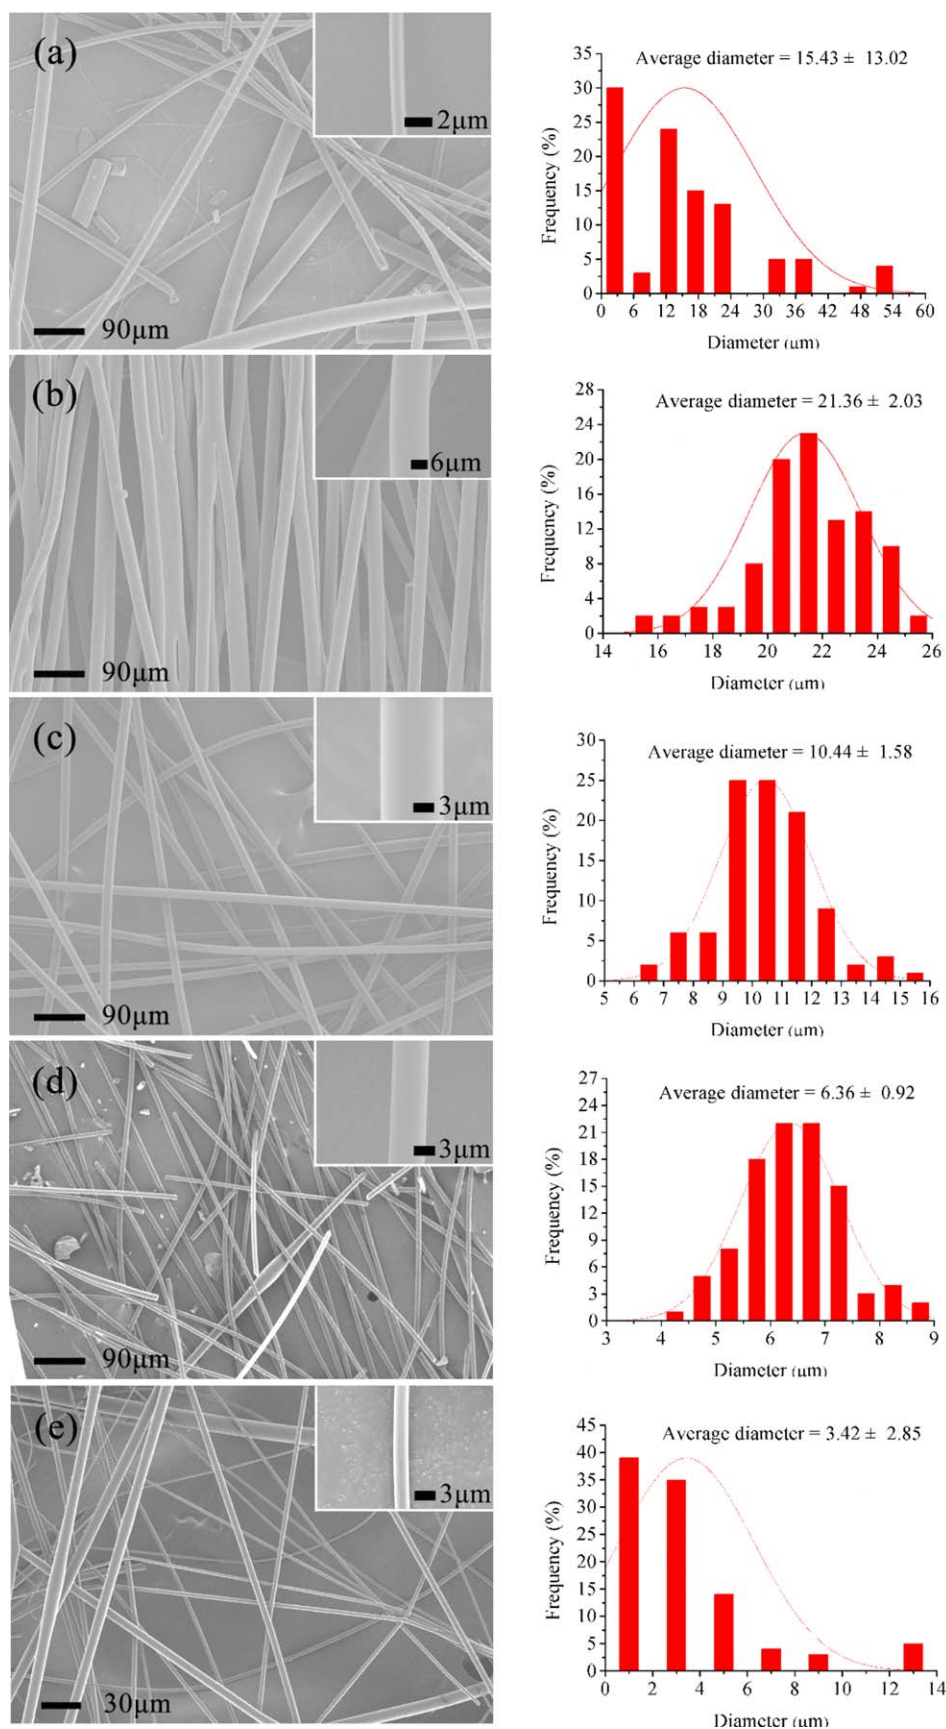 (a)
2µm
90µm
Average diameter = 15.43 ± 13.02
Frequency (%)
35
30
25
20
15
10
5
0
0 6 12 18 24 30 36 42 48 54 60
Diameter (µm)
(b)
6µm
90µm
Average diameter = 21.36 ± 2.03
Frequency (%)
28
24
20
16
12
8
4
0
14 16 18 20 22 24 26
Diameter (µm)
(c)
3µm
90µm
Average diameter = 10.44 ± 1.58
Frequency (%)
30
25
20
15
10
5
0
5 6 7 8 9 10 11 12 13 14 15 16
Diameter (µm)
(d)
3µm
90µm
Average diameter = 6.36 ± 0.92
Frequency (%)
27
24
21
18
15
12
9
6
3
0
3 4 5 6 7 8 9
Diameter (µm)
(e)
3µm
30µm
Average diameter = 3.42 ± 2.85
Frequency (%)
45
40
35
30
25
20
15
10
5
0
0 2 4 6 8 10 12 14
Diameter (µm)